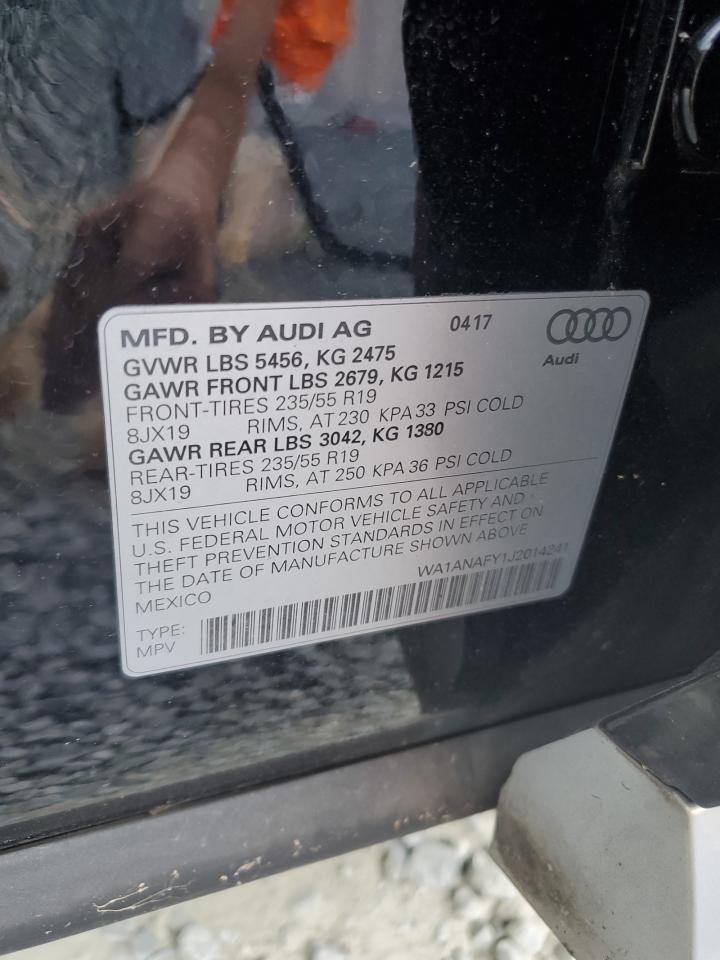 MFD. BY AUDI AG 0417
GVWR LBS 5456, KG 2475
Audi
GAWR FRONT LBS 2679, KG 1215
FRONT-TIRES 235/55 R19
8JX19 RIMS, AT 230 KPA 33 PSI COLD
GAWR REAR LBS 3042, KG 1380
REAR-TIRES 235/55 R19
8JX19 RIMS, AT 250 KPA 36 PSI COLD
THIS VEHICLE CONFORMS TO ALL APPLICABLE
U.S. FEDERAL MOTOR VEHICLE SAFETY AND
THEFT PREVENTION STANDARDS IN EFFECT ON
THE DATE OF MANUFACTURE SHOWN ABOVE
MEXICO WA1ANAFY1J2014241
TYPE:
MPV